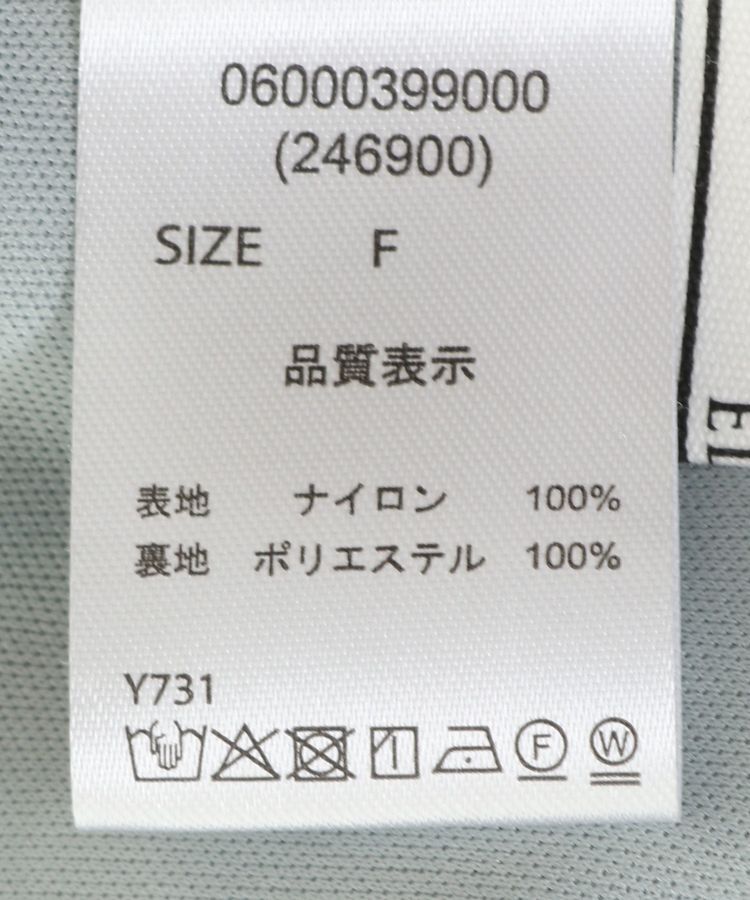 06000399000
(246900)
SIZE F
品質表示
表地 ナイロン 100%
裏地 ポリエステル 100%
Y731
F W